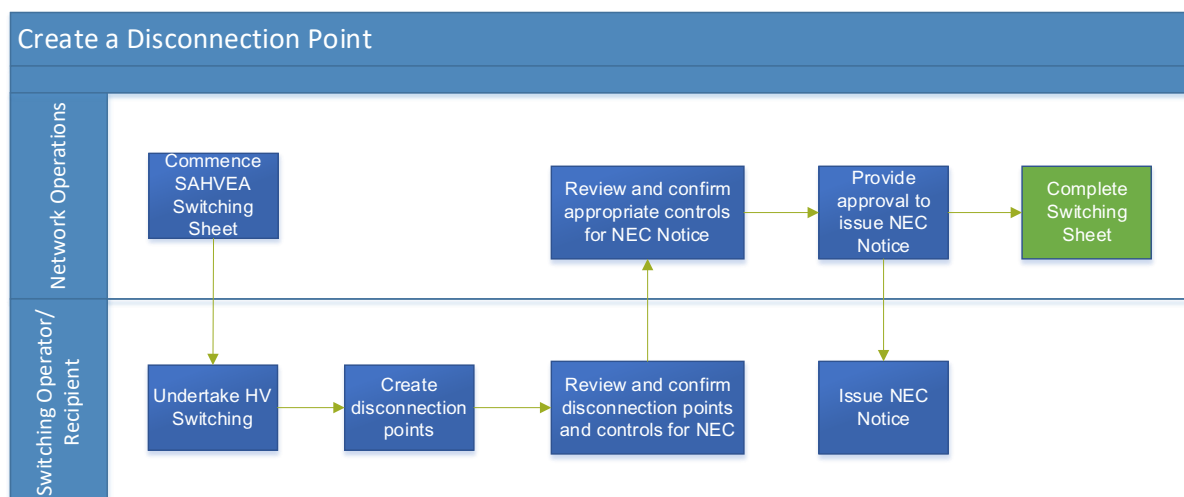 Create a Disconnection Point
Network Operations
Commence
SAHVEA
Switching
Sheet
Review and confirm
appropriate controls
for NEC Notice
Provide
approval to
issue NEC
Notice
Complete
Switching
Sheet
Switching Operator/
Recipient
Undertake HV
Switching
Create
disconnection
points
Review and confirm
disconnection points
and controls for NEC
Issue NEC
Notice